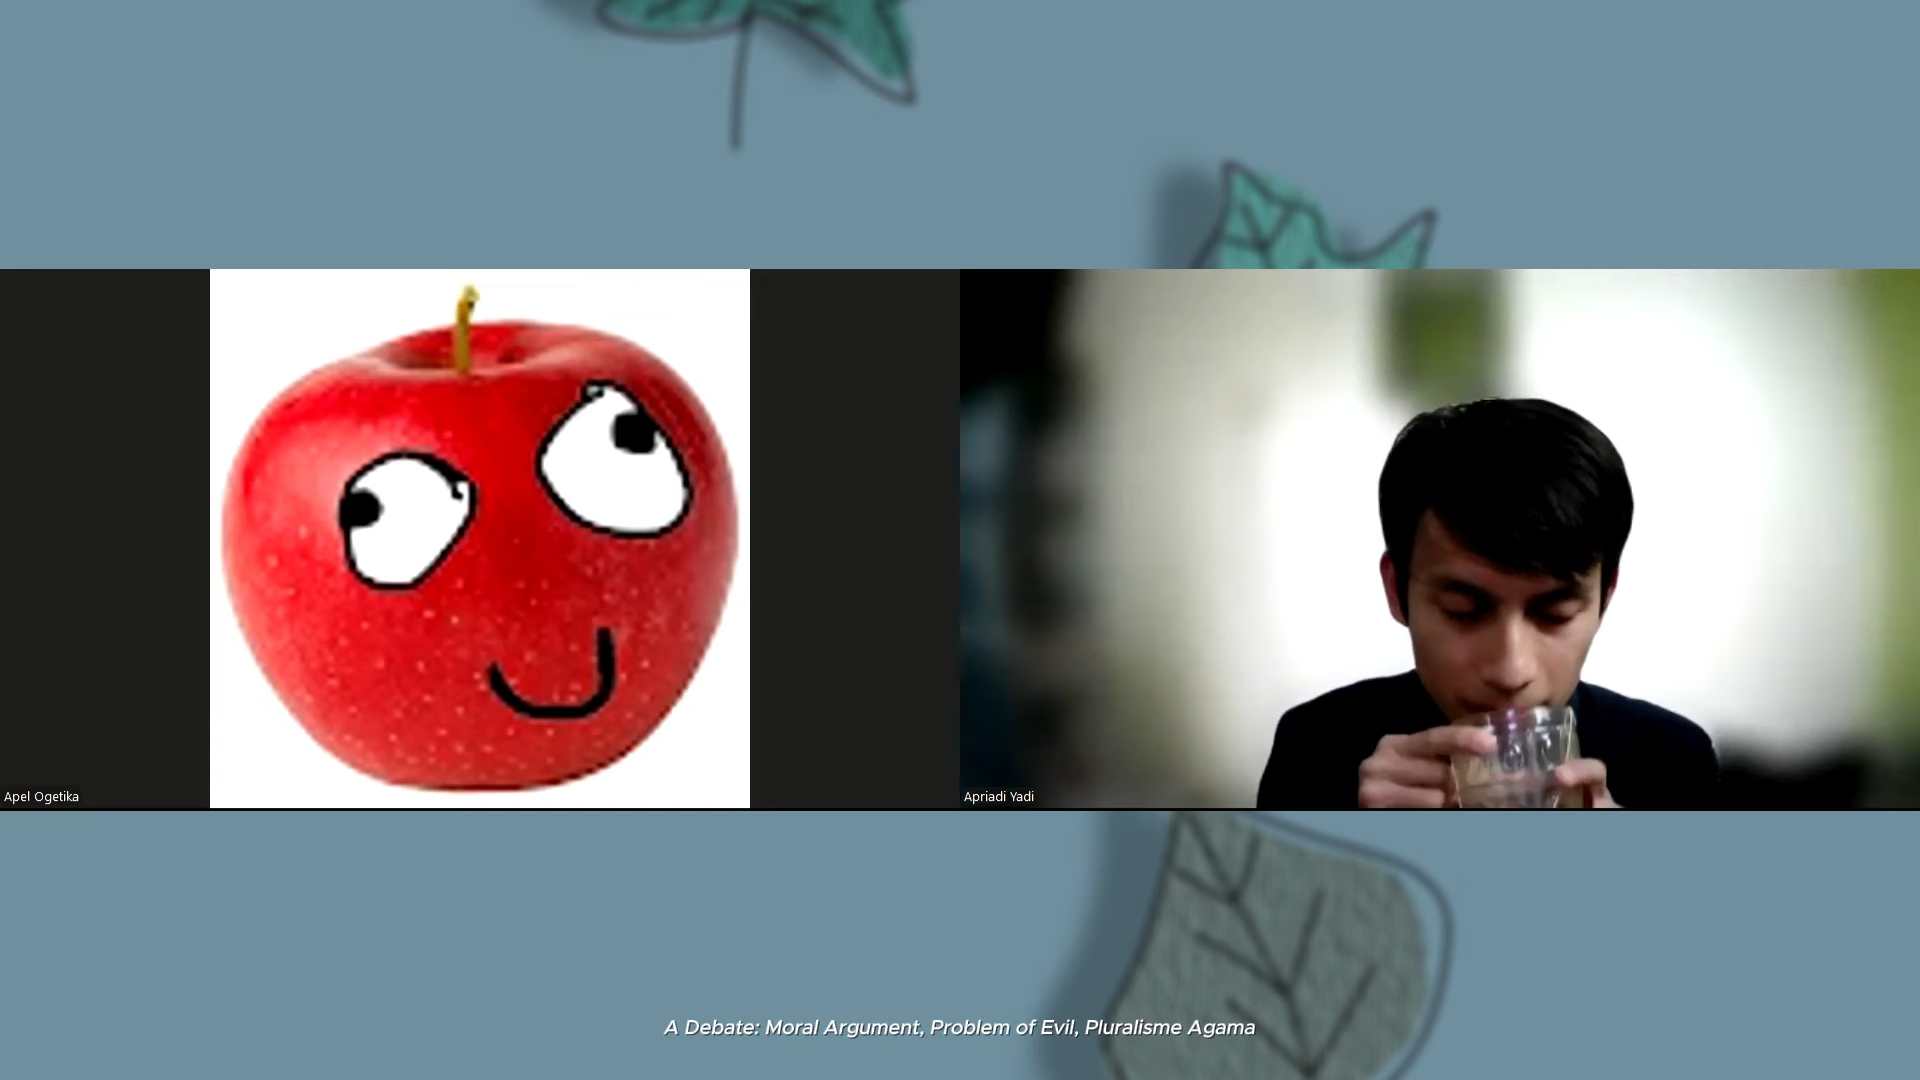 Apel Ogetika
Apriadi Yadi
A Debate: Moral Argument, Problem of Evil, Pluralisme Agama